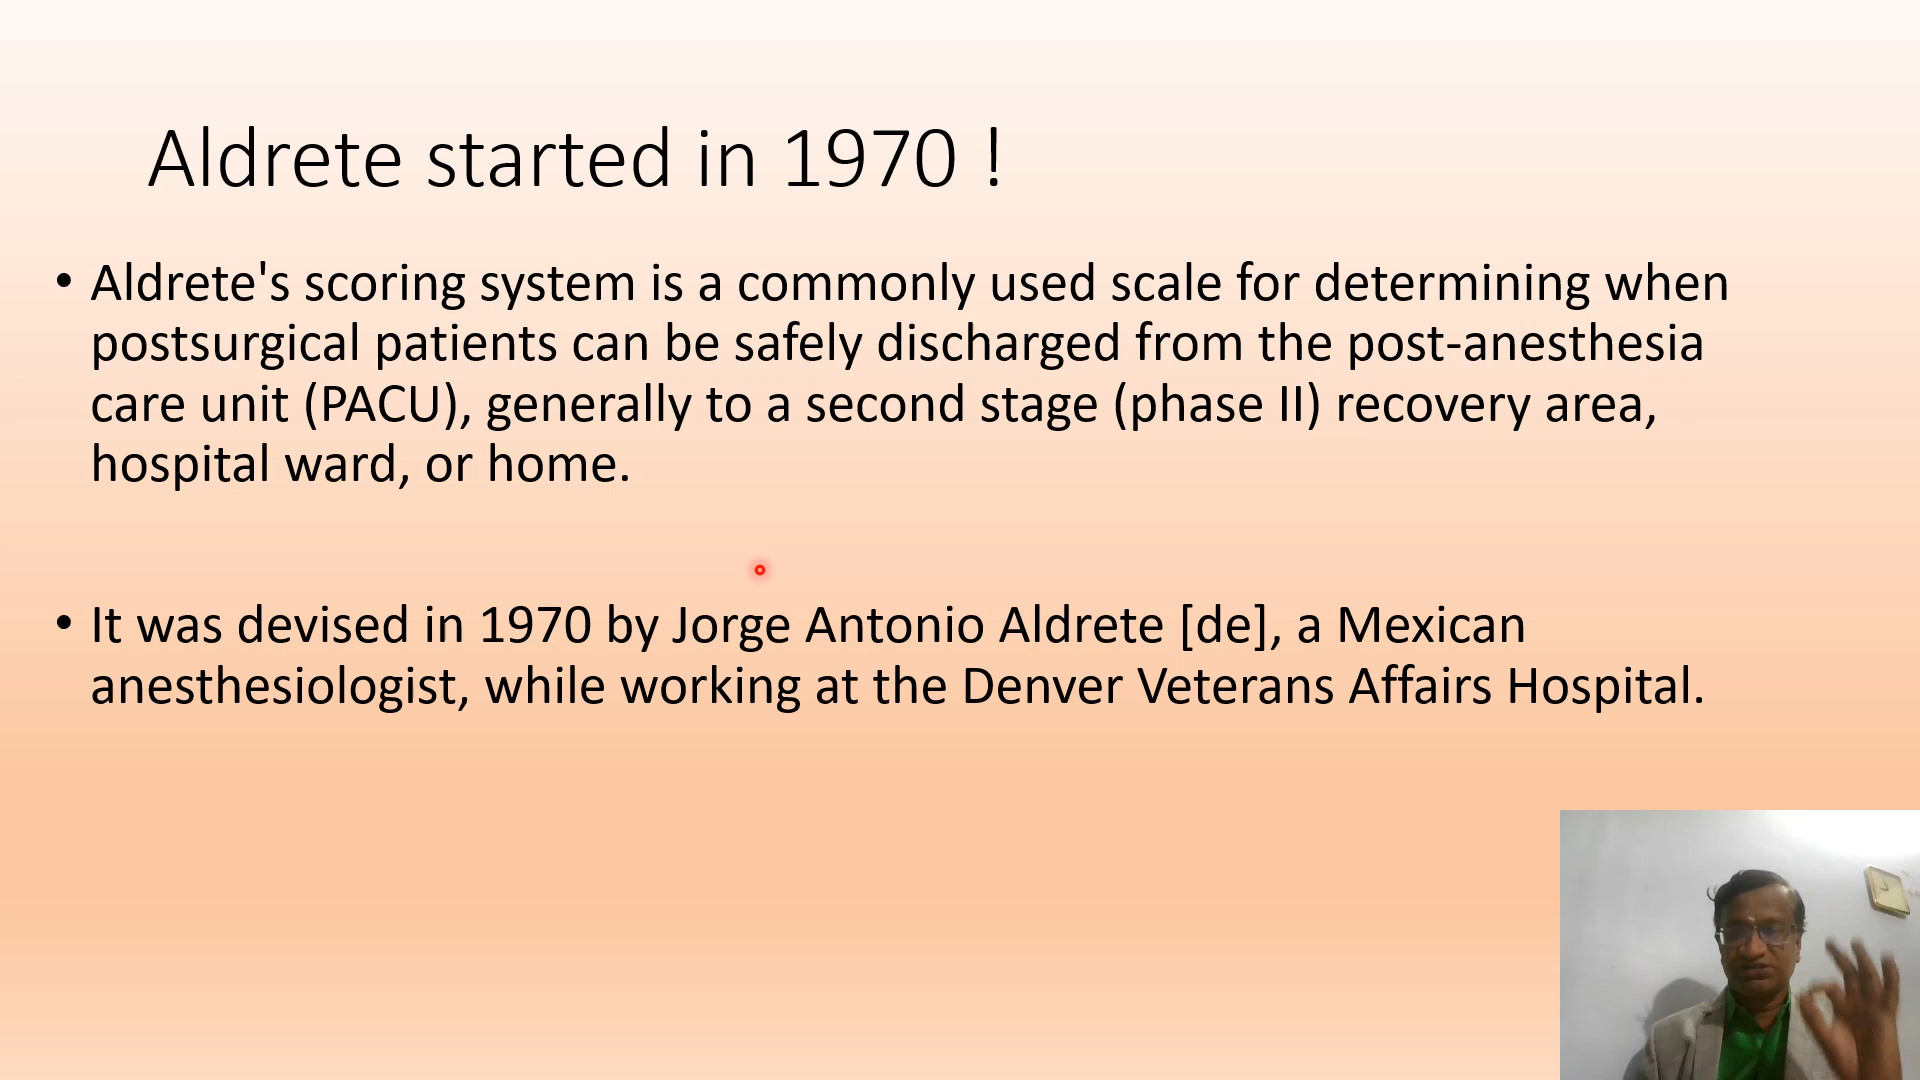 Aldrete started in 1970 !
• Aldrete's scoring system is a commonly used scale for determining when
postsurgical patients can be safely discharged from the post-anesthesia
care unit (PACU), generally to a second stage (phase II) recovery area,
hospital ward, or home.
• It was devised in 1970 by Jorge Antonio Aldrete [de], a Mexican
anesthesiologist, while working at the Denver Veterans Affairs Hospital.